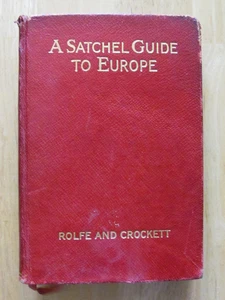 A SATCHEL GUIDE
TO EUROPE
ROLFE AND CROCKETT